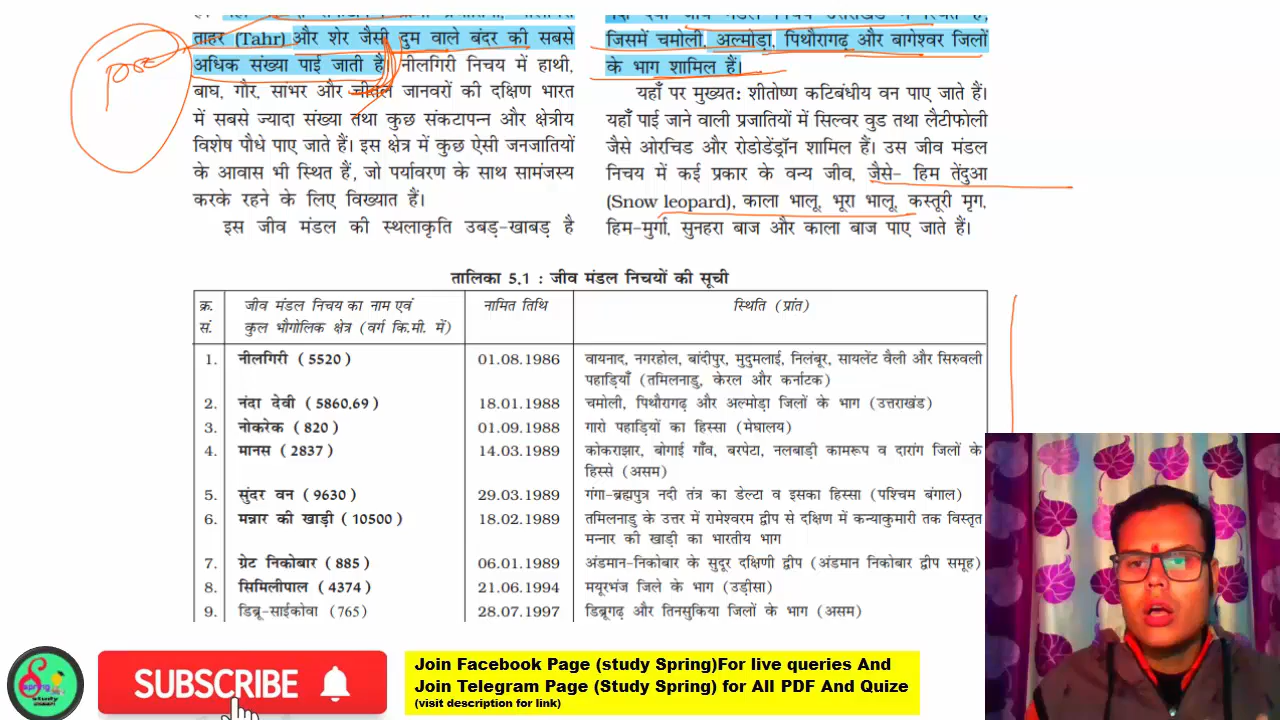 ताहर (Tahr) और शेर जैसी दुम वाले बंदर की सबसे
अधिक संख्या पाई जाती है। नीलगिरी निचय में हाथी,
बाघ, गौर, सांभर और चीतल जानवरों की दक्षिण भारत
में सबसे ज्यादा संख्या तथा कुछ संकटापन्न और क्षेत्रीय
विशेष पौधे पाए जाते हैं। इस क्षेत्र में कुछ ऐसी जनजातियों
के आवास भी स्थित हैं, जो पर्यावरण के साथ सामंजस्य
करके रहने के लिए विख्यात हैं।
इस जीव मंडल की स्थलाकृति उबड़-खाबड़ है
जिसमें चमोली, अल्मोड़ा, पिथौरागढ़ और बागेश्वर जिलों
के भाग शामिल हैं।
यहाँ पर मुख्यत: शीतोष्ण कटिबंधीय वन पाए जाते हैं।
यहाँ पाई जाने वाली प्रजातियों में सिल्वर वुड तथा लैटीफोली
जैसे ओरचिड और रोडोडेंड्रॉन शामिल हैं। उस जीव मंडल
निचय में कई प्रकार के वन्य जीव, जैसे- हिम तेंदुआ
(Snow leopard), काला भालू, भूरा भालू, कस्तूरी मृग,
हिम-मुर्गा, सुनहरा बाज और काला बाज पाए जाते हैं।
तालिका 5.1 : जीव मंडल निचयों की सूची
क्र. सं. जीव मंडल निचय का नाम एवं कुल भौगोलिक क्षेत्र (वर्ग कि.मी. में) नामित तिथि स्थिति (प्रांत)
1. नीलगिरी (5520) 01.08.1986 वायनाद, नगरहोल, बांदीपुर, मुदुमलाई, निलंबूर, सायलेंट वैली और सिरुवली
पहाड़ियाँ (तमिलनाडु, केरल और कर्नाटक)
2. नंदा देवी (5860.69) 18.01.1988 चमोली, पिथौरागढ़ और अल्मोड़ा जिलों के भाग (उत्तराखंड)
3. नोकरेक (820) 01.09.1988 गारो पहाड़ियों का हिस्सा (मेघालय)
4. मानस (2837) 14.03.1989 कोकराझार, बोगाई गाँव, बरपेटा, नलबाड़ी कामरूप व दारांग जिलों के
हिस्से (असम)
5. सुंदर वन (9630) 29.03.1989 गंगा-ब्रह्मपुत्र नदी तंत्र का डेल्टा व इसका हिस्सा (पश्चिम बंगाल)
6. मन्नार की खाड़ी (10500) 18.02.1989 तमिलनाडु के उत्तर में रामेश्वरम द्वीप से दक्षिण में कन्याकुमारी तक विस्तृत
मन्नार की खाड़ी का भारतीय भाग
7. ग्रेट निकोबार (885) 06.01.1989 अंडमान-निकोबार के सुदूर दक्षिणी द्वीप (अंडमान निकोबार द्वीप समूह)
8. सिमिलीपाल (4374) 21.06.1994 मयूरभंज जिले के भाग (उड़ीसा)
9. डिब्रू-साईकोवा (765) 28.07.1997 डिब्रूगढ़ और तिनसुकिया जिलों के भाग (असम)
SUBSCRIBE
Join Facebook Page (study Spring)For live queries And
Join Telegram Page (Study Spring) for All PDF And Quize
(visit description for link)